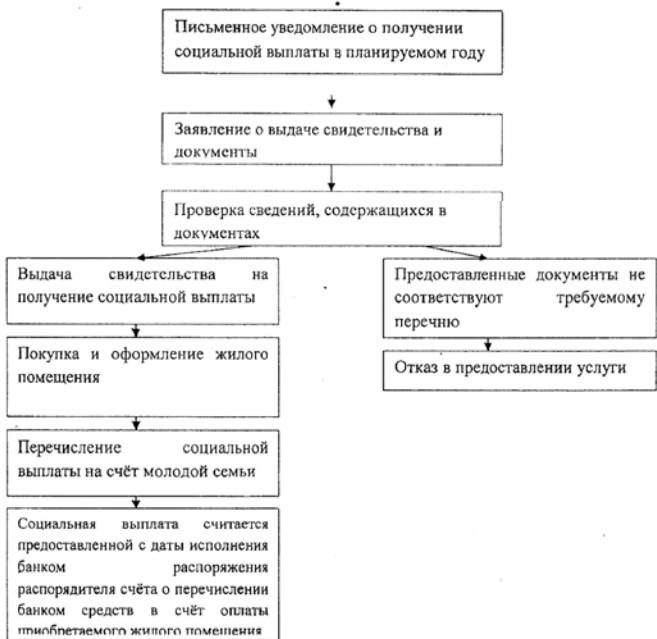 Письменное уведомление о получении
социальной выплаты в планируемом году
Заявление о выдаче свидетельства и
документы
Проверка сведений, содержащихся в
документах
Выдача свидетельства на
получение социальной выплаты
Покупка и оформление жилого
помещения
Перечисление социальной
выплаты на счёт молодой семьи
Социальная выплата считается
предоставленной с даты исполнения
банком распоряжения
распорядителя счёта о перечислении
банком средств в счёт оплаты
приобретаемого жилого помещения
Предоставленные документы не
соответствуют требуемому
перечню
Отказ в предоставлении услуги